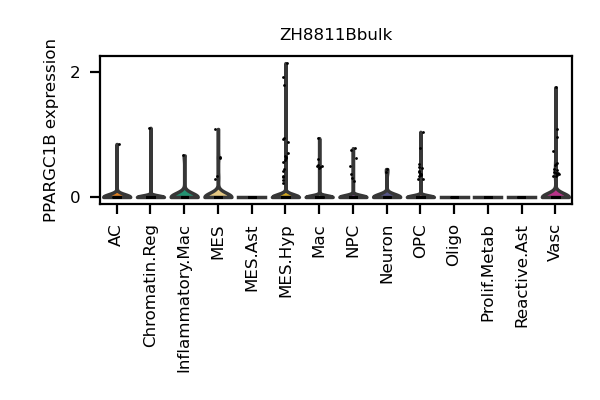 ZH8811Bbulk
PPARGC1B expression
2
0
AC
Chromatin.Reg
Inflammatory.Mac
MES
MES.Ast
MES.Hyp
Mac
NPC
Neuron
OPC
Oligo
Prolif.Metab
Reactive.Ast
Vasc